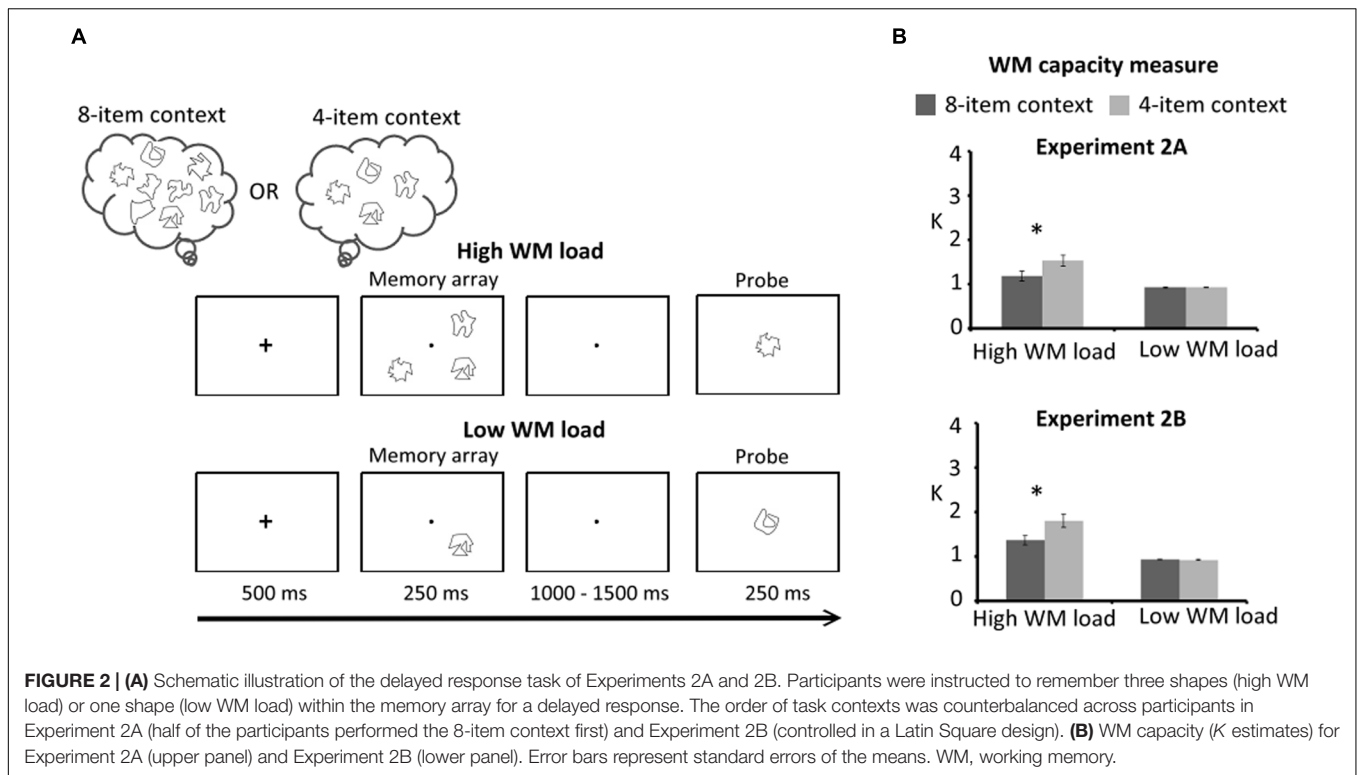 A
8-item context
OR
4-item context
High WM load
Memory array
Probe
+
Low WM load
Memory array
Probe
+
500 ms
250 ms
1000 - 1500 ms
250 ms
B
WM capacity measure
8-item context 4-item context
Experiment 2A
4
3
K
2
1
0
*
High WM load
Low WM load
Experiment 2B
4
3
K
2
1
0
*
High WM load
Low WM load
FIGURE 2 | (A) Schematic illustration of the delayed response task of Experiments 2A and 2B. Participants were instructed to remember three shapes (high WM
load) or one shape (low WM load) within the memory array for a delayed response. The order of task contexts was counterbalanced across participants in
Experiment 2A (half of the participants performed the 8-item context first) and Experiment 2B (controlled in a Latin Square design). (B) WM capacity (K estimates) for
Experiment 2A (upper panel) and Experiment 2B (lower panel). Error bars represent standard errors of the means. WM, working memory.